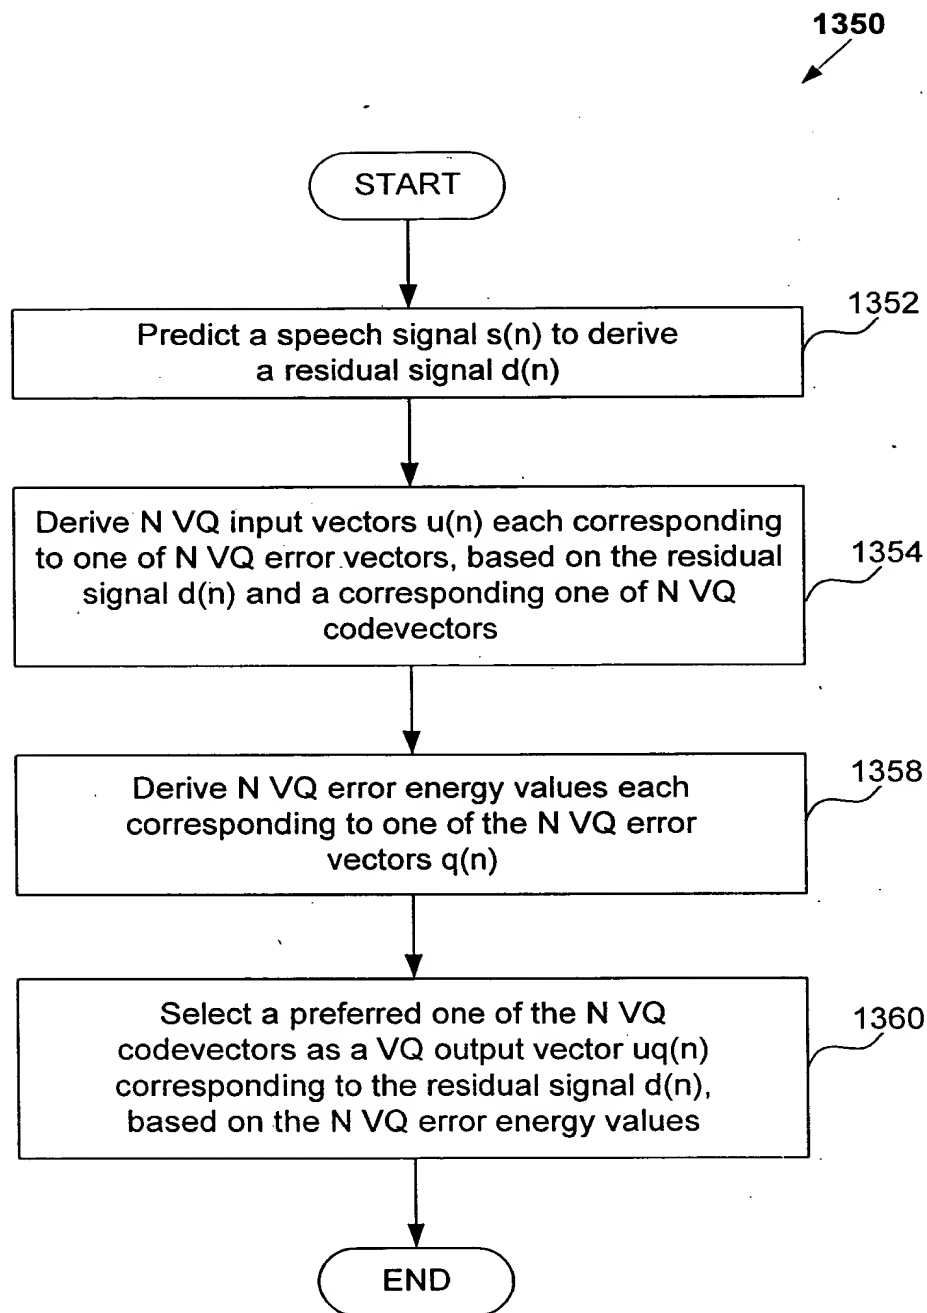 1350
START
Predict a speech signal s(n) to derive
a residual signal d(n)
1352
Derive N VQ input vectors u(n) each corresponding
to one of N VQ error vectors, based on the residual
signal d(n) and a corresponding one of N VQ
codevectors
1354
Derive N VQ error energy values each
corresponding to one of the N VQ error
vectors q(n)
1358
Select a preferred one of the N VQ
codevectors as a VQ output vector uq(n)
corresponding to the residual signal d(n),
based on the N VQ error energy values
1360
END